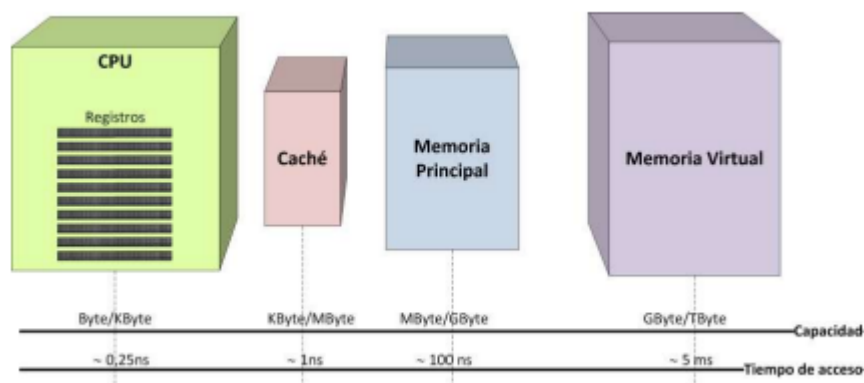 CPU
Registros
Caché
Memoria
Principal
Memoria Virtual
Byte/KByte
KByte/MByte
MByte/GByte
GByte/TByte
Capacidad
~ 0,25ns
~ 1ns
~ 100 ns
~ 5 ms
Tiempo de acceso